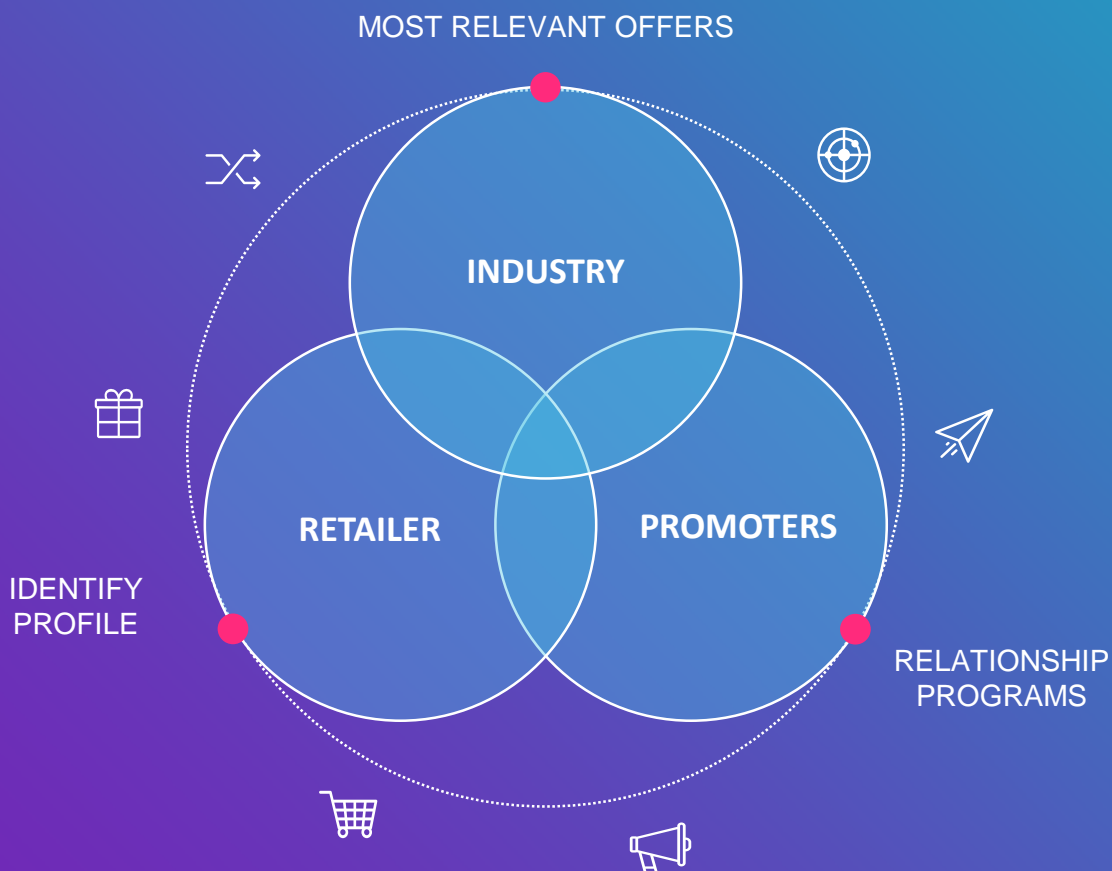 MOST RELEVANT OFFERS
INDUSTRY
RETAILER
PROMOTERS
IDENTIFY
PROFILE
RELATIONSHIP
PROGRAMS